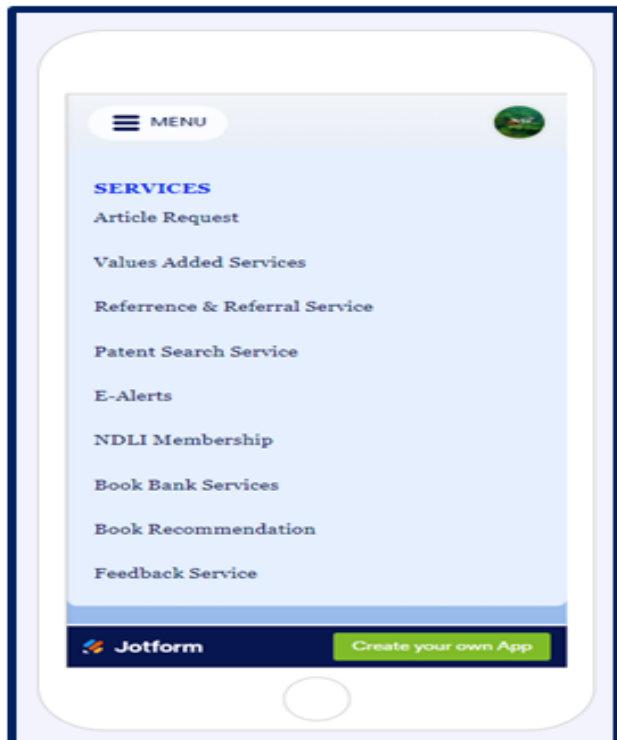 MENU
SERVICES
Article Request
Values Added Services
Referrence & Referral Service
Patent Search Service
E-Alerts
NDLI Membership
Book Bank Services
Book Recommendation
Feedback Service
Jotform
Create your own App